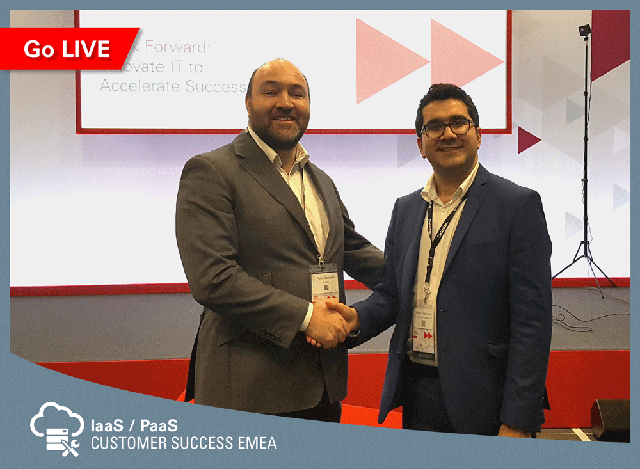 Go LIVE
Forward:
ovate IT to
Accelerate Success
IaaS / PaaS
CUSTOMER SUCCESS EMEA